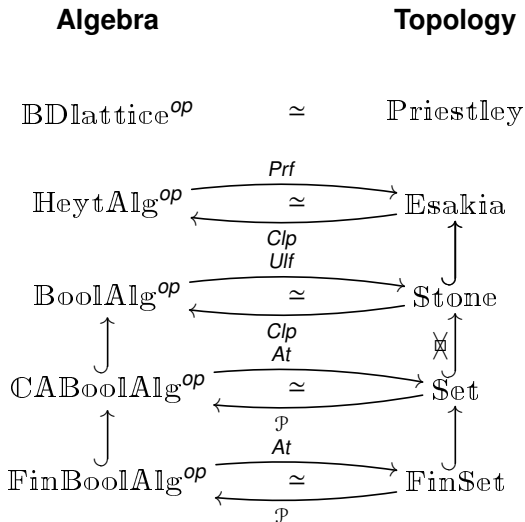 Algebra Topology
𝔹𝔻lattice^op ≃ ℙriestley
Prf
ℍeyt𝔸lg^op ≃ 𝔼sakia
Clp
Ulf
𝔹ool𝔸lg^op ≃ 𝕊tone
Clp
At
ℂ𝔸𝔹ool𝔸lg^op ≃ 𝕊et
𝒫
At
𝔽in𝔹ool𝔸lg^op ≃ 𝔽in𝕊et
𝒫